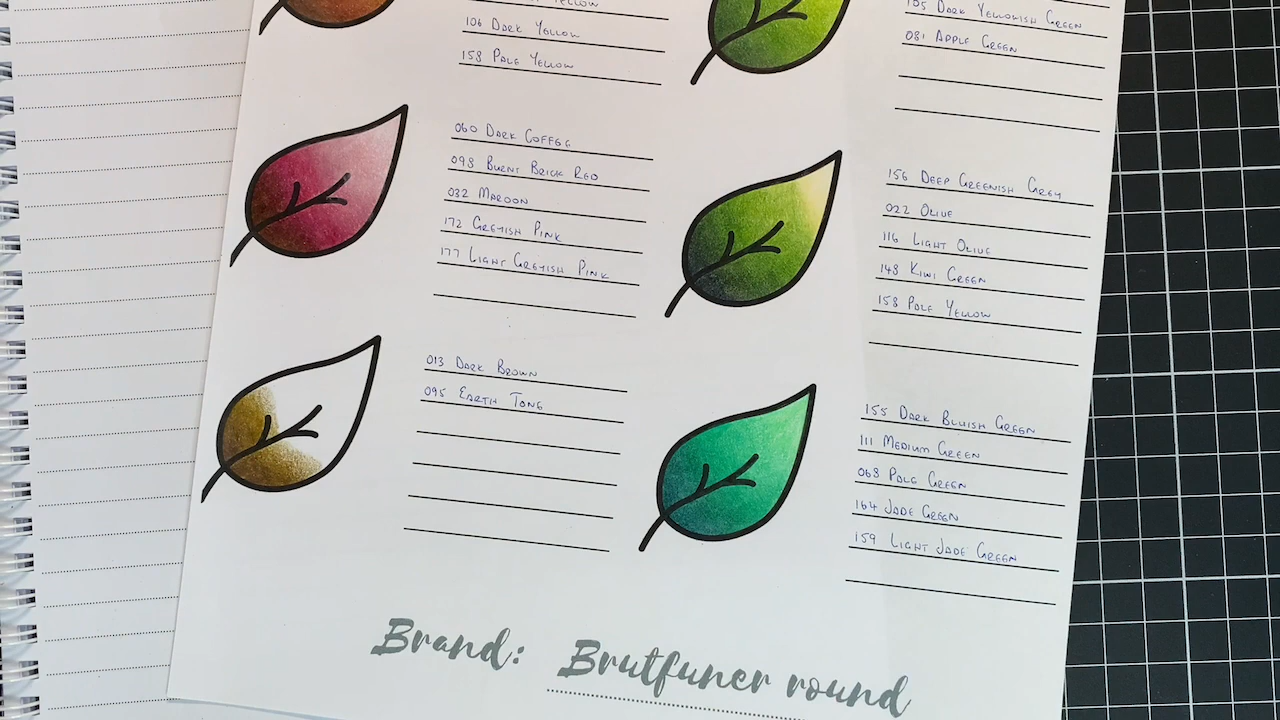 Yellow
106 Dark Yellow
158 Pale Yellow
105 Dark Yellowish Green
081 Apple Green
060 Dark Coffee
098 Burnt Brick Red
032 Maroon
172 Greyish Pink
177 Light Greyish Pink
156 Deep Greenish Grey
022 Olive
116 Light Olive
148 Kiwi Green
158 Pale Yellow
013 Dark Brown
095 Earth Tone
155 Dark Bluish Green
111 Medium Green
068 Pale Green
164 Jade Green
159 Light Jade Green
Brand: Brutfuner round